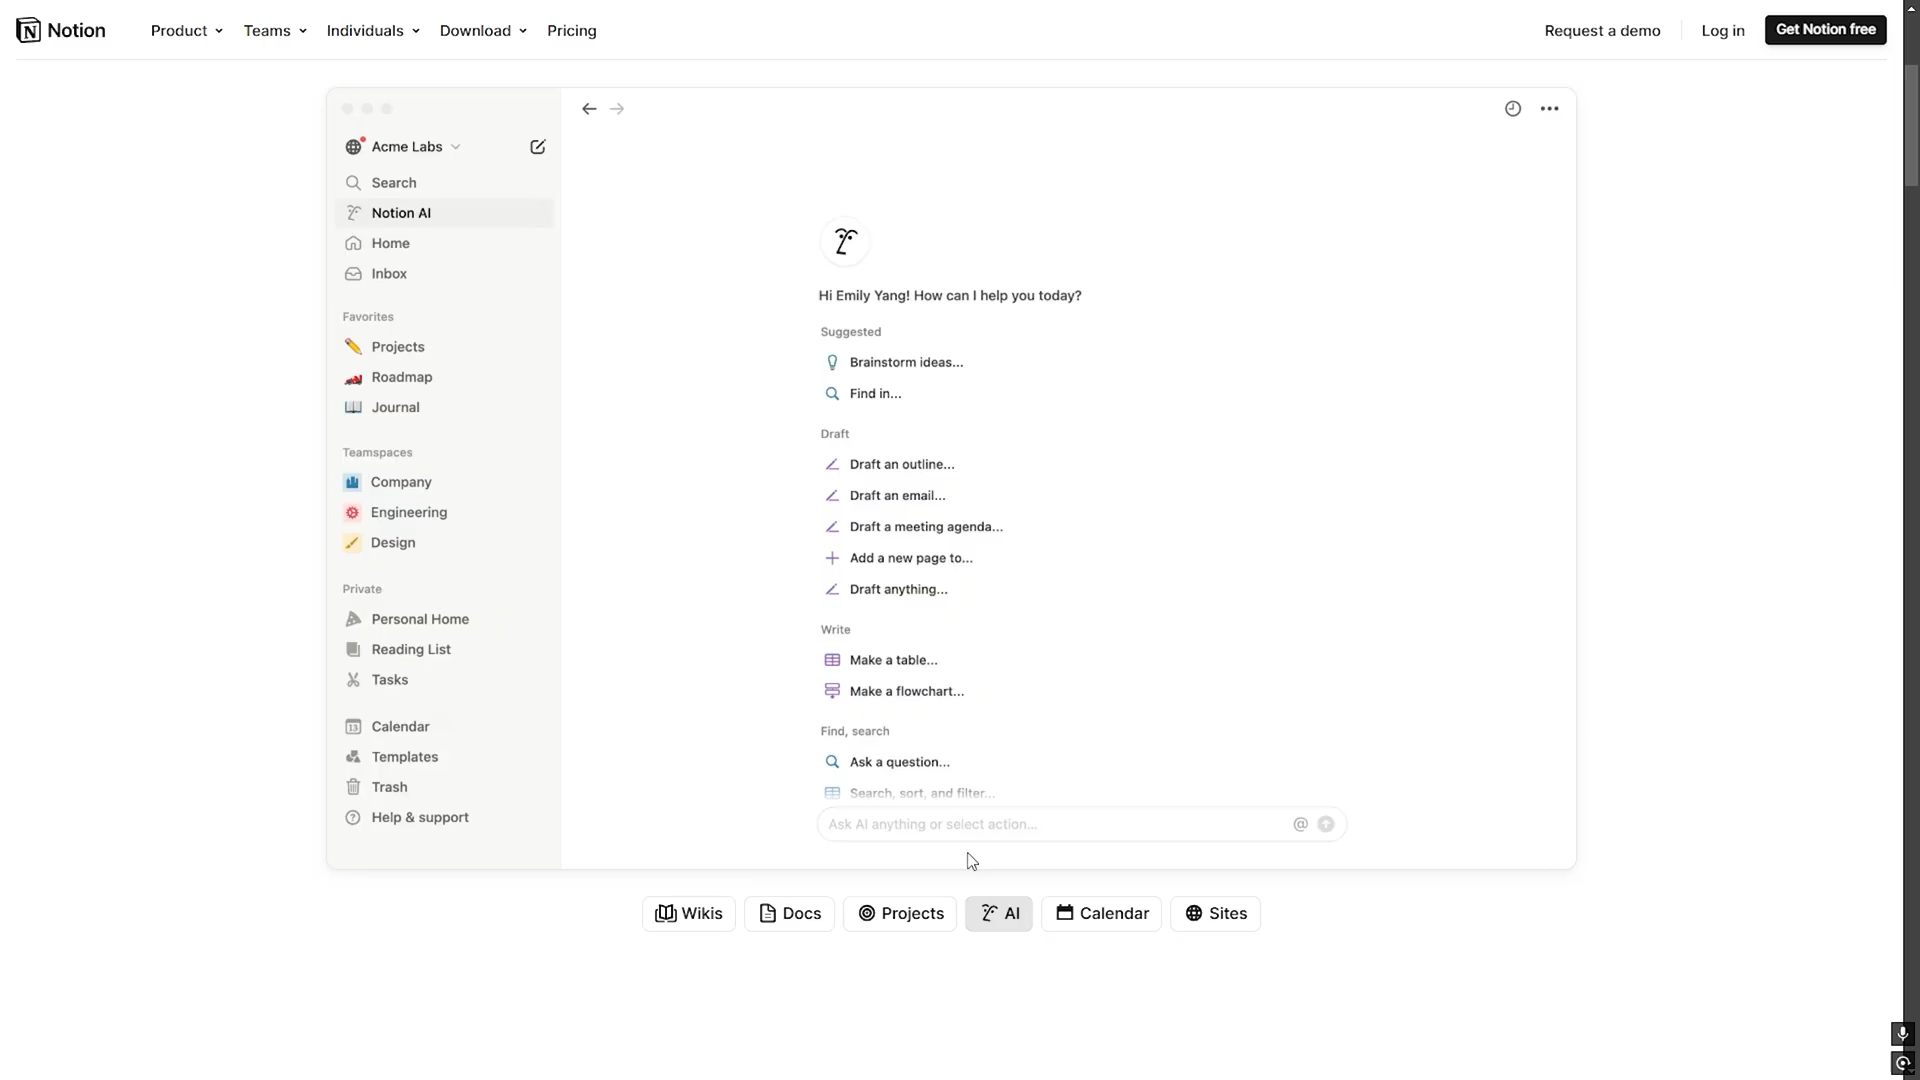 Notion
Product
Teams
Individuals
Download
Pricing
Request a demo
Log in
Get Notion free
Acme Labs
Search
Notion AI
Home
Inbox
Favorites
Projects
Roadmap
Journal
Teamspaces
Company
Engineering
Design
Private
Personal Home
Reading List
Tasks
13 Calendar
Templates
Trash
Help & support
Hi Emily Yang! How can I help you today?
Suggested
Brainstorm ideas...
Find in...
Draft
Draft an outline...
Draft an email...
Draft a meeting agenda...
Add a new page to...
Draft anything...
Write
Make a table...
Make a flowchart...
Find, search
Ask a question...
Search, sort, and filter...
Ask AI anything or select action...
@
Wikis
Docs
Projects
AI
Calendar
Sites